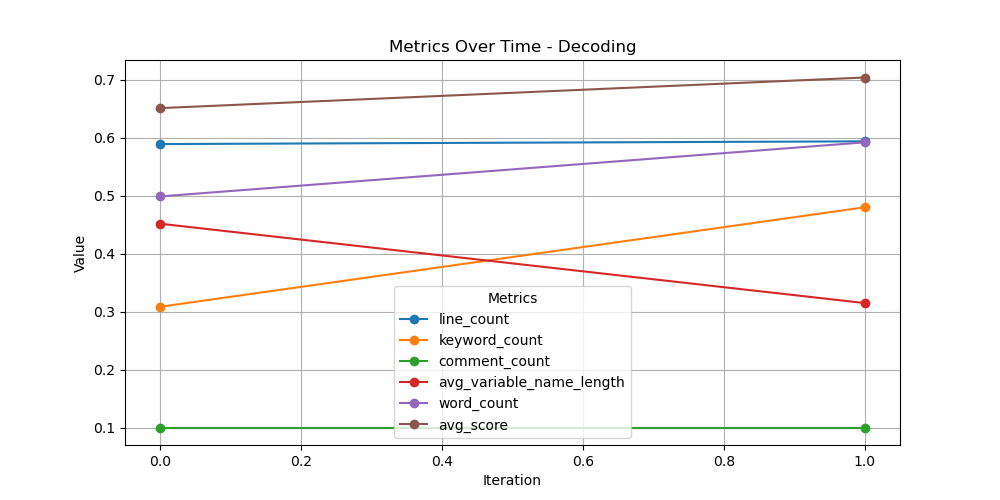 Metrics Over Time - Decoding
0.7
0.6
0.5
0.4
0.3
0.2
0.1
Value
Metrics
line_count
keyword_count
comment_count
avg_variable_name_length
word_count
avg_score
0.0 0.2 0.4 0.6 0.8 1.0
Iteration